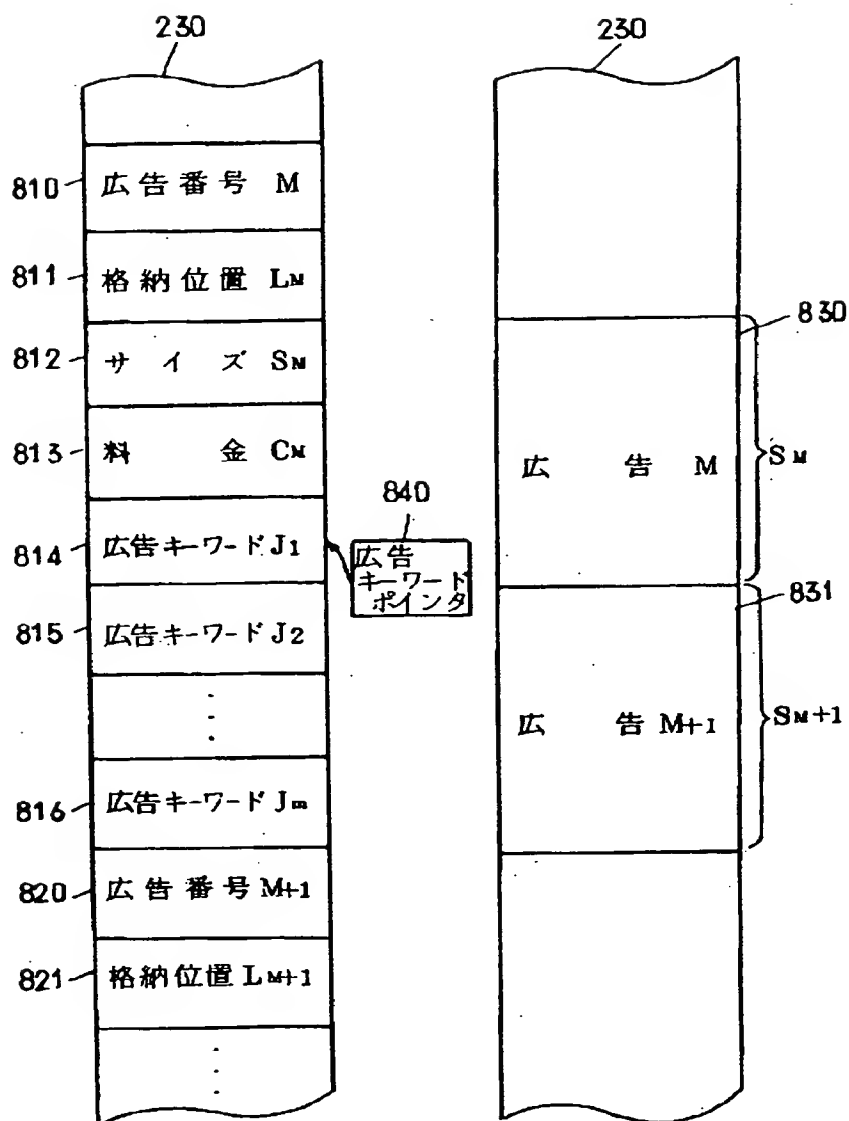 230
230
810 広告番号 M
811 格納位置 LM
812 サイズ SM
813 料金 CM
814 広告キーワード J1
840
広告
キーワード
ポインタ
815 広告キーワード J2
816 広告キーワード Jm
820 広告番号 M+1
821 格納位置 LM+1
830
広告 M
SM
831
広告 M+1
SM+1